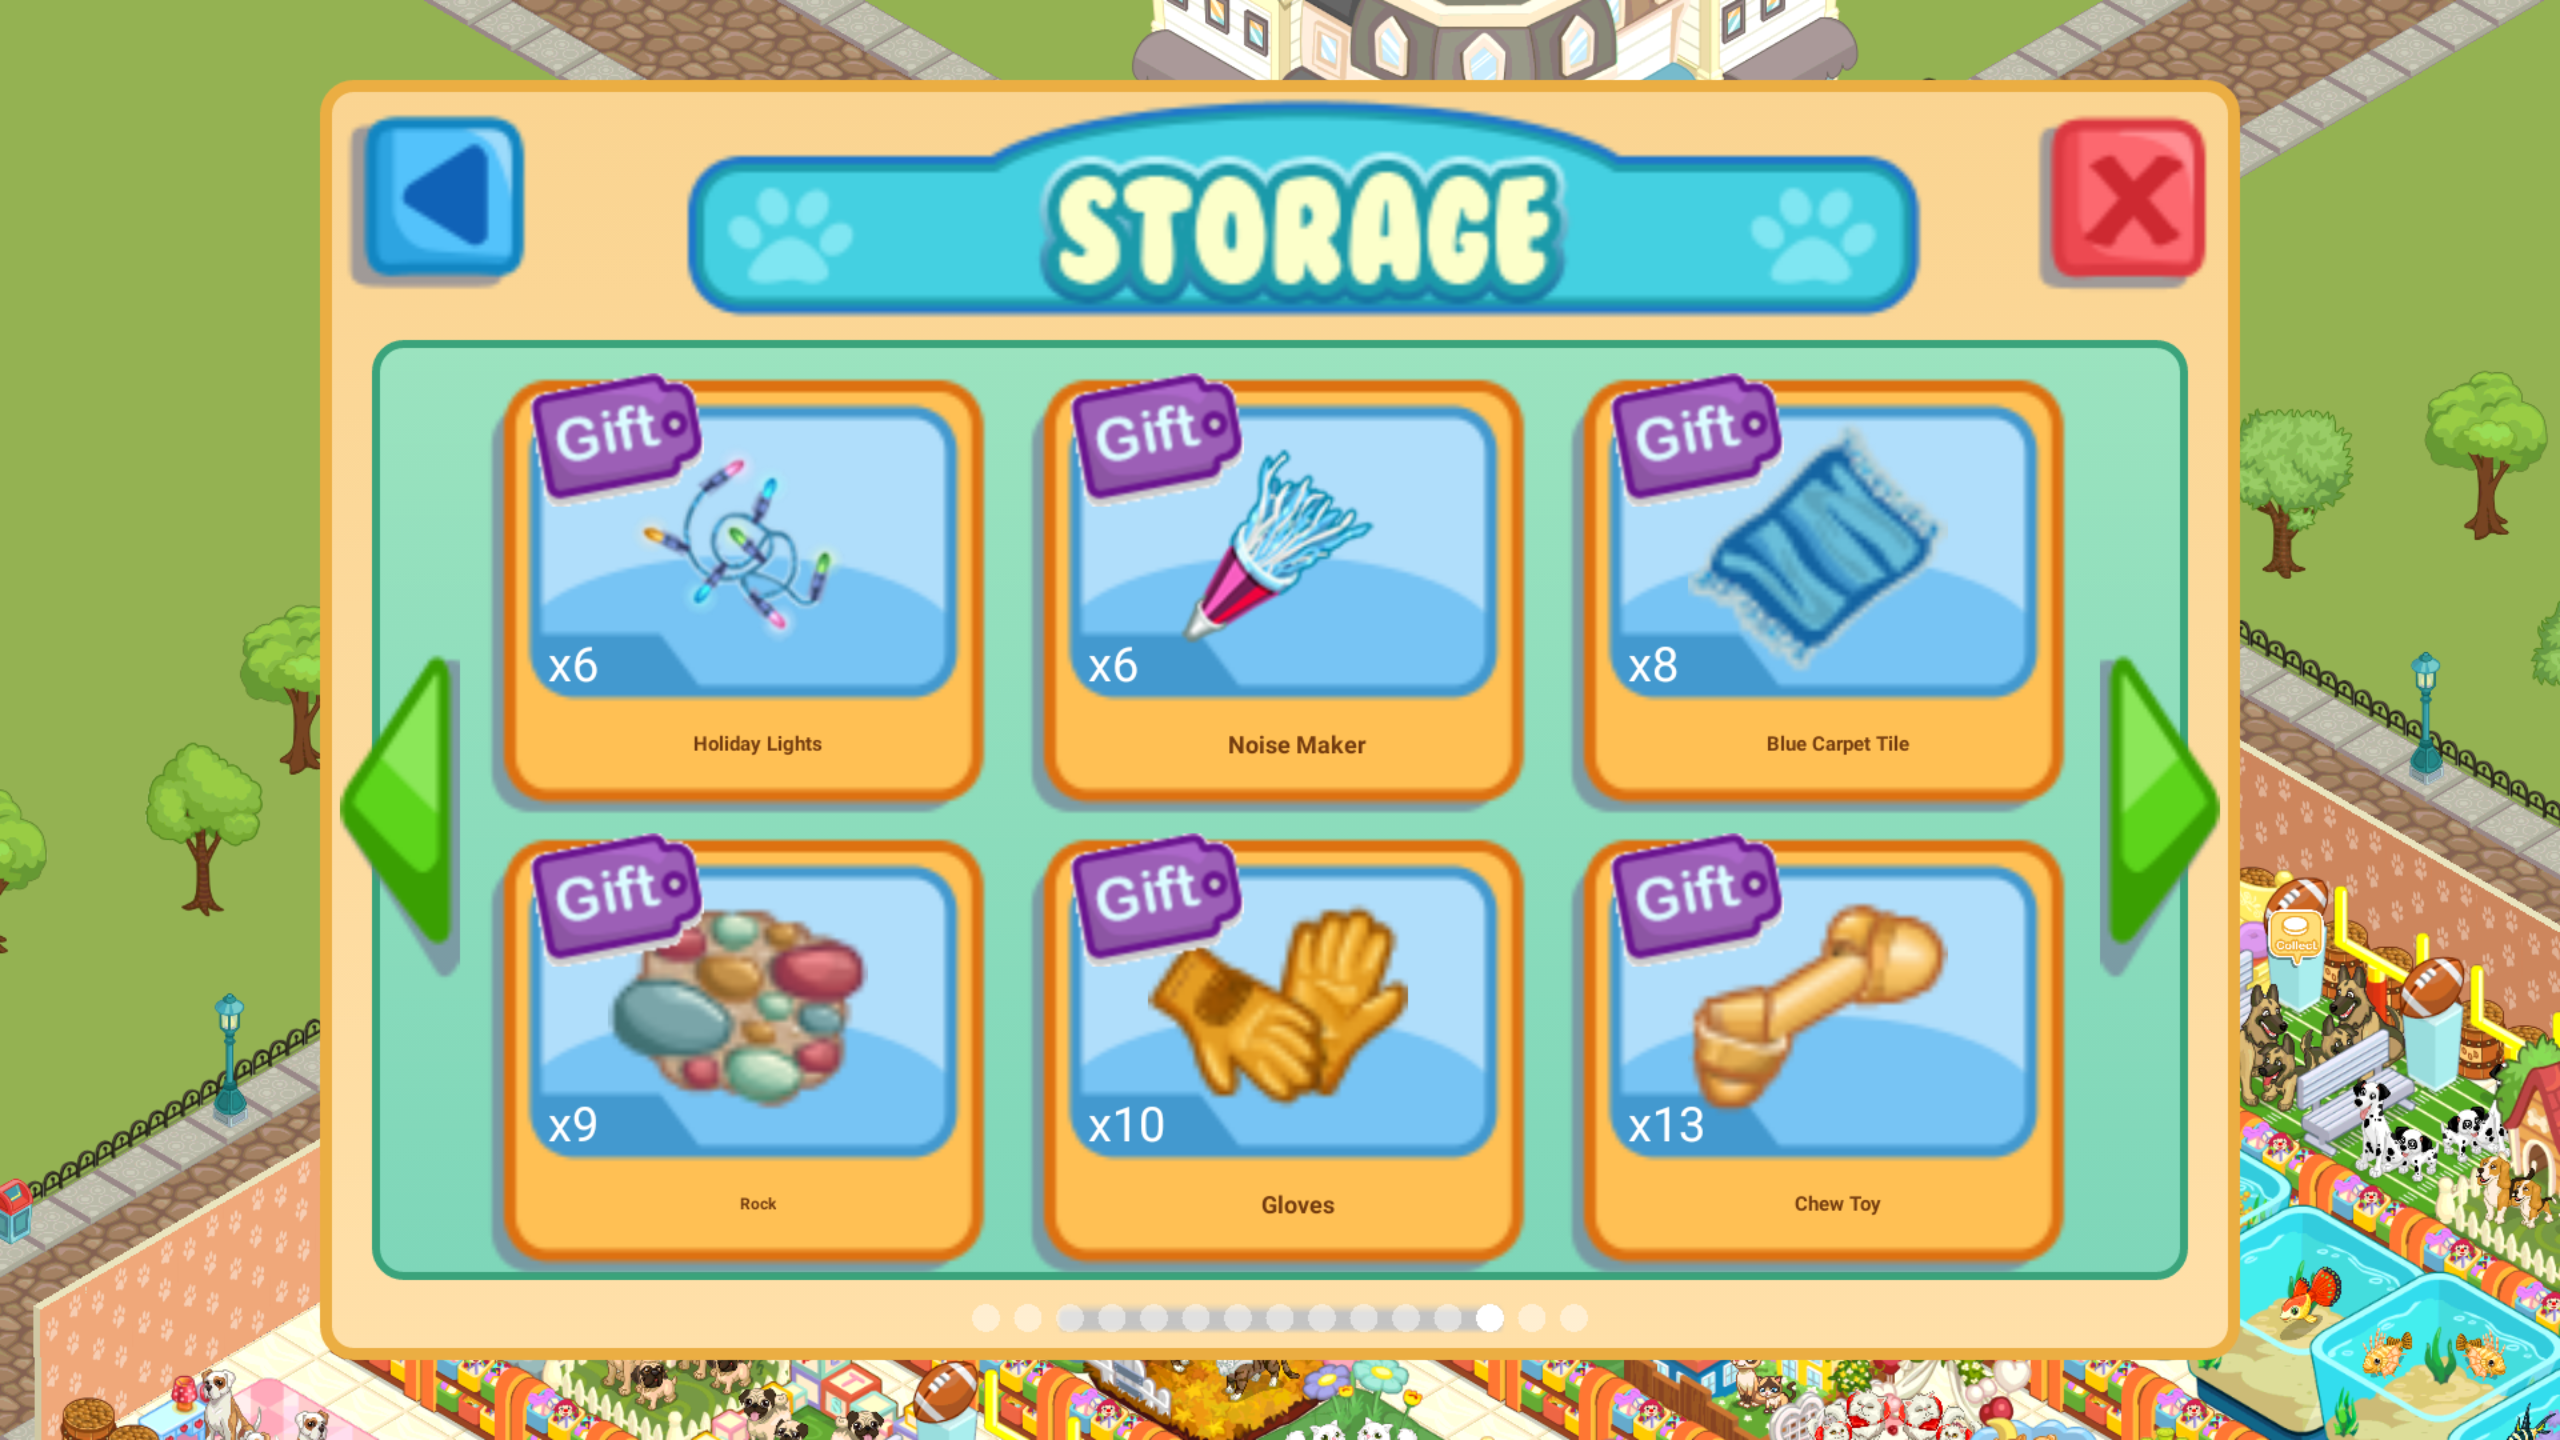 STORAGE
Gift
x6
Holiday Lights
Gift
x6
Noise Maker
Gift
x8
Blue Carpet Tile
Gift
x9
Rock
Gift
x10
Gloves
Gift
x13
Chew Toy
Collect